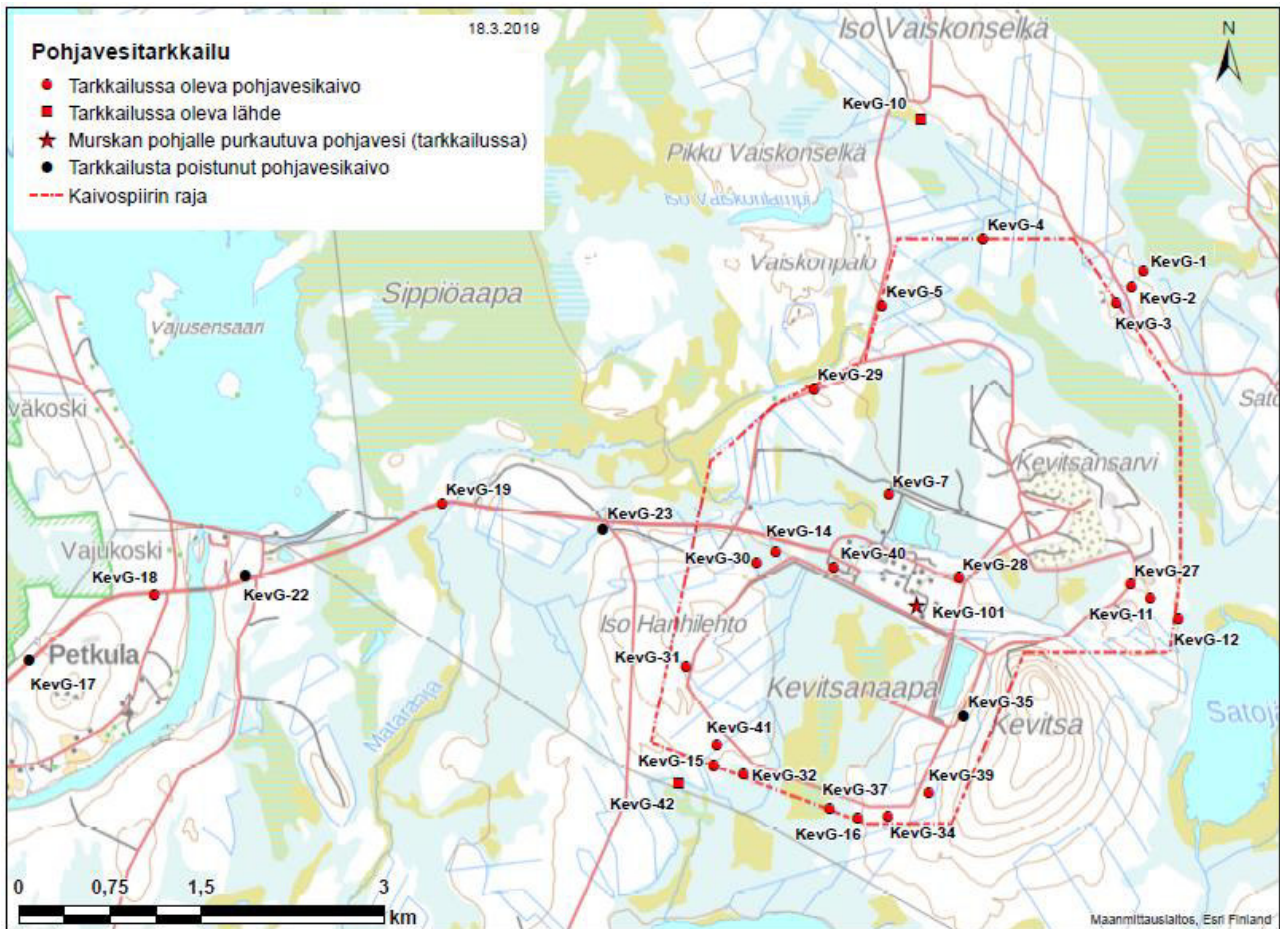 18.3.2019
Pohjavesitarkkailu
Tarkkailussa oleva pohjavesikaivo
Tarkkailussa oleva lähde
Murskan pohjalle purkautuva pohjavesi (tarkkailussa)
Tarkkailusta poistunut pohjavesikaivo
Kaivospiirin raja
N
Iso Vaiskonselkä
KevG-10
Pikku Vaiskonselkä
Iso Vaiskonlampi
KevG-4
Vaiskonpalo
KevG-1
KevG-2
KevG-3
KevG-5
Sippiöaapa
Vajusensaari
KevG-29
väkoski
Sato
Kevitsansarvi
KevG-7
KevG-19
KevG-23
KevG-14
KevG-30
KevG-40
KevG-28
KevG-27
Vajukoski
KevG-18
KevG-22
KevG-101
KevG-11
KevG-12
Iso Hanhilehto
Petkula
KevG-17
KevG-31
Kevitsanaapa
KevG-35
Kevitsa
Satojä
Mataraoja
KevG-41
KevG-15
KevG-32
KevG-37
KevG-39
KevG-42
KevG-16
KevG-34
0 0,75 1,5 3
km
Maanmittauslaitos, Esri Finland